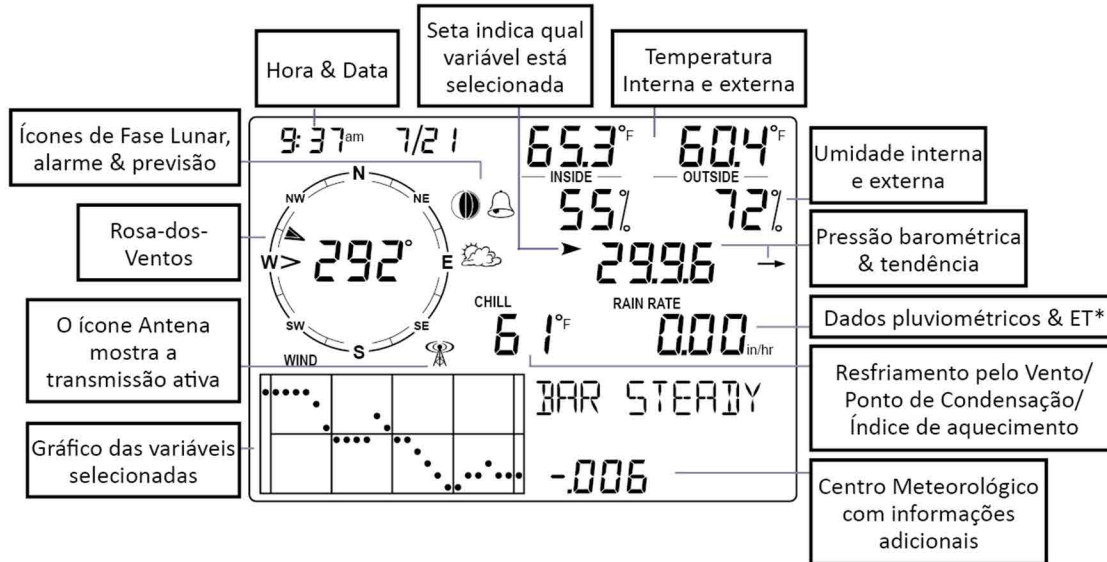 Hora & Data
Seta indica qual
variável está
selecionada
Temperatura
Interna e externa
Ícones de Fase Lunar,
alarme & previsão
Rosa-dos-
Ventos
O ícone Antena
mostra a
transmissão ativa
Gráfico das variáveis
selecionadas
9:37am 7/21
65.3°F 60.4°F
INSIDE OUTSIDE
55% 72%
29.9.6
N
NW NE
W > 292° E
SW SE
S
WIND
CHILL RAIN RATE
61°F 0.00 in/hr
BAR STEADY
-.006
Umidade interna
e externa
Pressão barométrica
& tendência
Dados pluviométricos & ET*
Resfriamento pelo Vento/
Ponto de Condensação/
Índice de aquecimento
Centro Meteorológico
com informações
adicionais